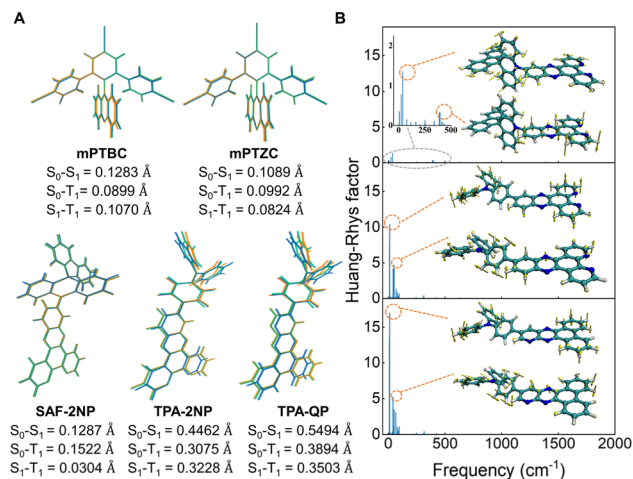 A
mPTBC
S₀-S₁ = 0.1283 Å
S₀-T₁ = 0.0899 Å
S₁-T₁ = 0.1070 Å
mPTZC
S₀-S₁ = 0.1089 Å
S₀-T₁ = 0.0992 Å
S₁-T₁ = 0.0824 Å
SAF-2NP
S₀-S₁ = 0.1287 Å
S₀-T₁ = 0.1522 Å
S₁-T₁ = 0.0304 Å
TPA-2NP
S₀-S₁ = 0.4462 Å
S₀-T₁ = 0.3075 Å
S₁-T₁ = 0.3228 Å
TPA-QP
S₀-S₁ = 0.5494 Å
S₀-T₁ = 0.3894 Å
S₁-T₁ = 0.3503 Å
B
Huang-Rhys factor
15
10
5
0
2
1
0
0 250 500
15
10
5
0
15
10
5
0
0 500 1000 1500 2000
Frequency (cm⁻¹)